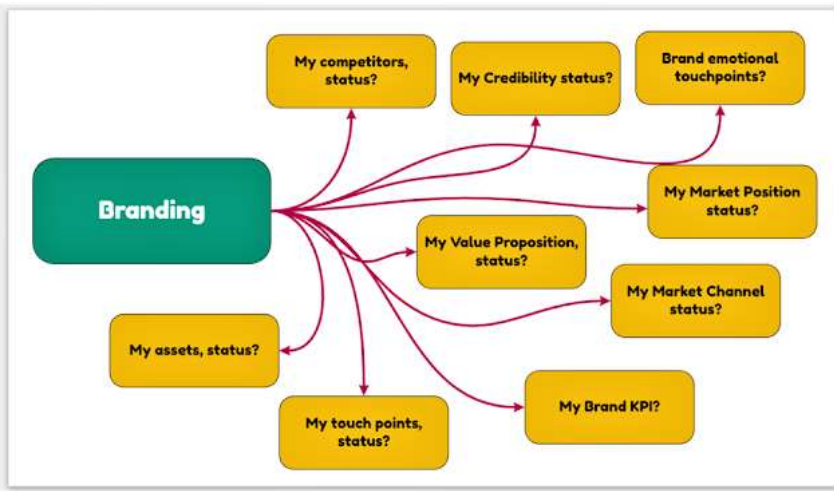 My competitors,
status?
My Credibility status?
Brand emotional
touchpoints?
Branding
My Market Position
status?
My Value Proposition,
status?
My Market Channel
status?
My assets, status?
My Brand KPI?
My touch points,
status?